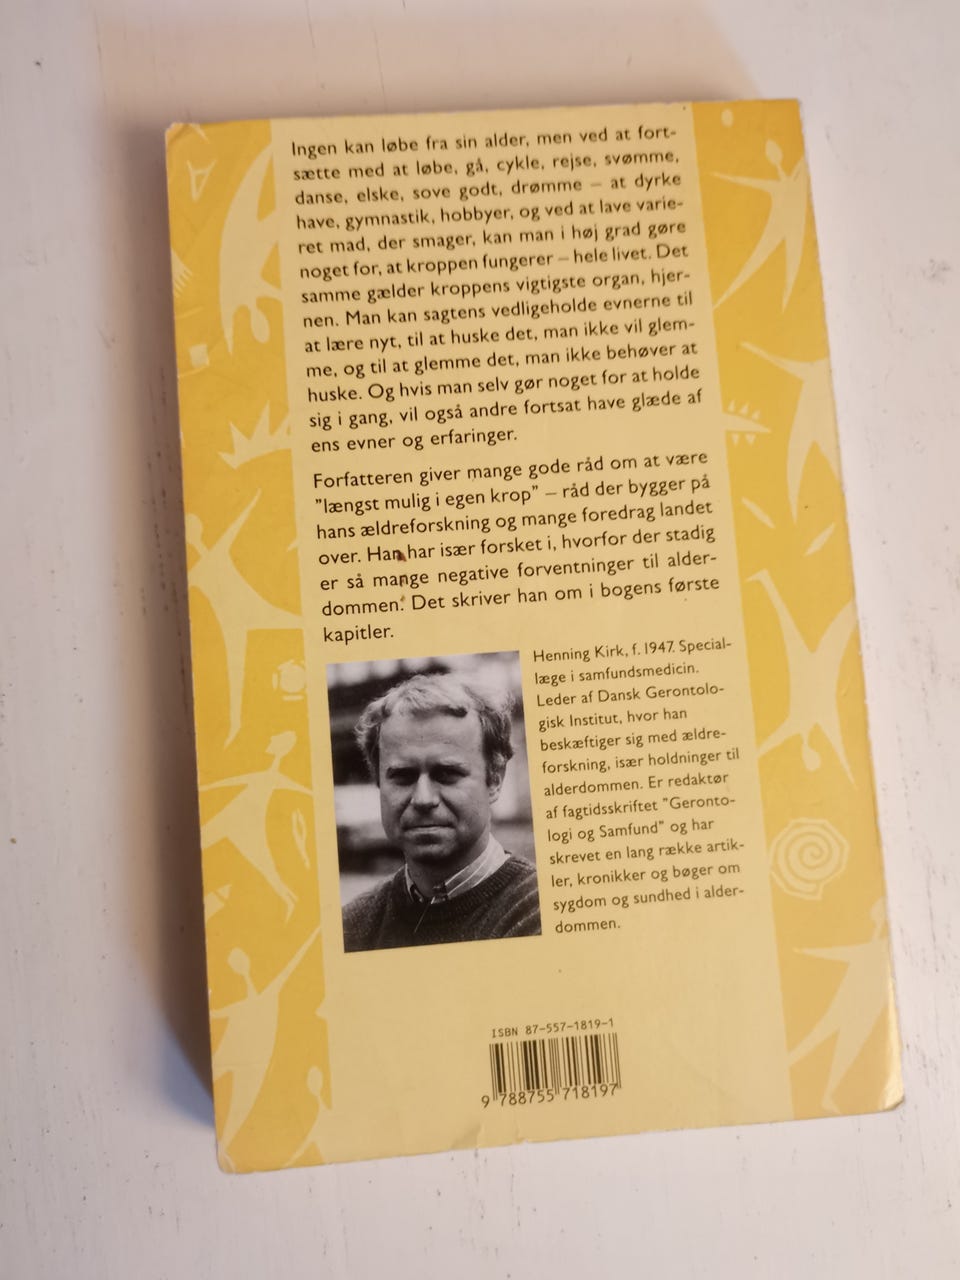 Ingen kan løbe fra sin alder, men ved at fort-
sætte med at løbe, gå, cykle, rejse, svømme,
danse, elske, sove godt, drømme – at dyrke
have, gymnastik, hobbyer, og ved at lave varie-
ret mad, der smager, kan man i høj grad gøre
noget for, at kroppen fungerer – hele livet. Det
samme gælder kroppens vigtigste organ, hjer-
nen. Man kan sagtens vedligeholde evnerne til
at lære nyt, til at huske det, man ikke vil glem-
me, og til at glemme det, man ikke behøver at
huske. Og hvis man selv gør noget for at holde
sig i gang, vil også andre fortsat have glæde af
ens evner og erfaringer.
Forfatteren giver mange gode råd om at være
"længst mulig i egen krop" – råd der bygger på
hans ældreforskning og mange foredrag landet
over. Han har især forsket i, hvorfor der stadig
er så mange negative forventninger til alder-
dommen. Det skriver han om i bogens første
kapitler.
Henning Kirk, f. 1947. Special-
læge i samfundsmedicin.
Leder af Dansk Gerontolo-
gisk Institut, hvor han
beskæftiger sig med ældre-
forskning, især holdninger til
alderdommen. Er redaktør
af fagtidsskriftet "Geronto-
logi og Samfund" og har
skrevet en lang række artik-
ler, kronikker og bøger om
sygdom og sundhed i alder-
dommen.
ISBN 87-557-1819-1
9 788755 718197